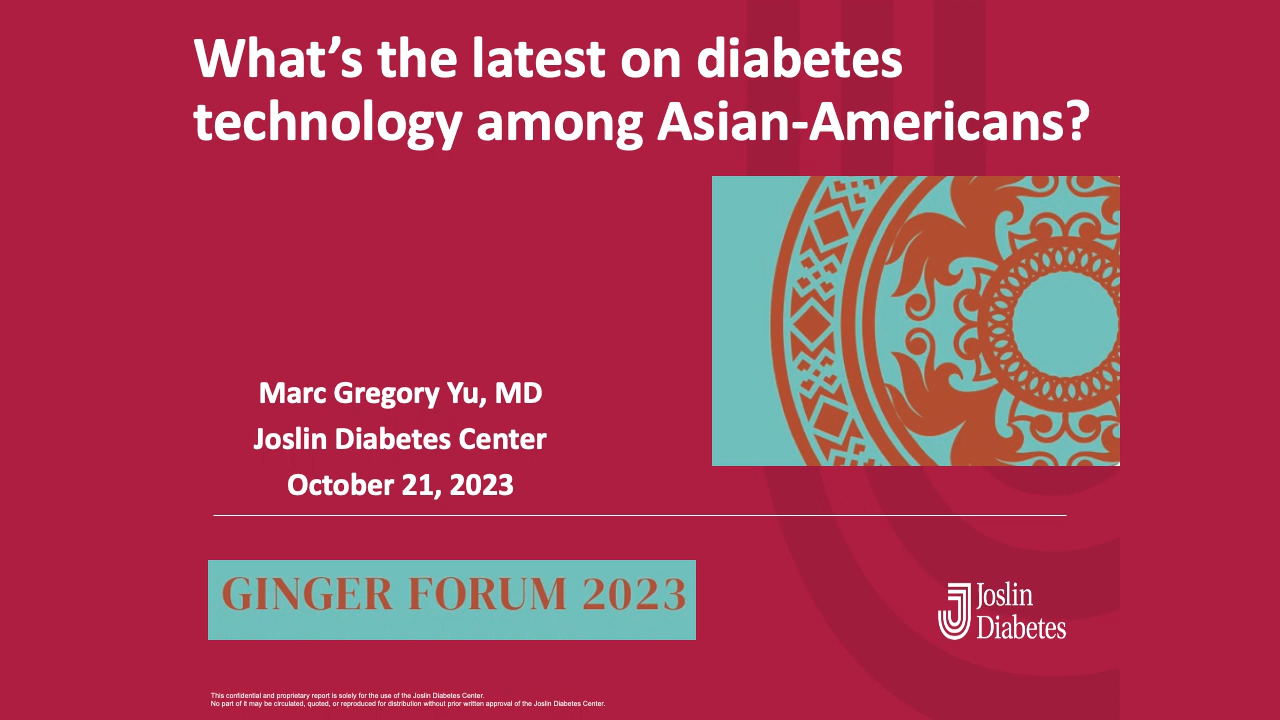 What’s the latest on diabetes
technology among Asian-Americans?
Marc Gregory Yu, MD
Joslin Diabetes Center
October 21, 2023
GINGER FORUM 2023
Joslin
Diabetes
This confidential and proprietary report is solely for the use of the Joslin Diabetes Center.
No part of it may be circulated, quoted, or reproduced for distribution without prior written approval of the Joslin Diabetes Center.